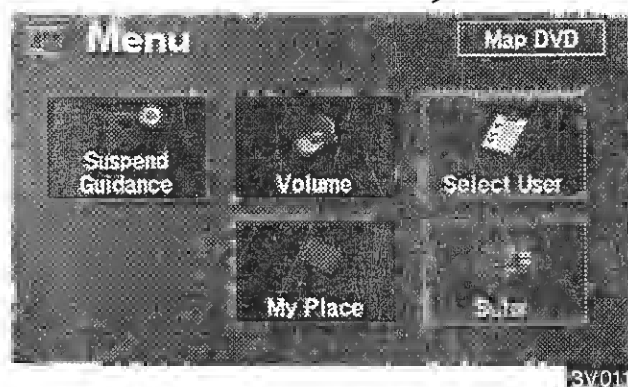 Menu
Map DVD
Suspend
Guidance
Volume
Select User
My Place
3V011